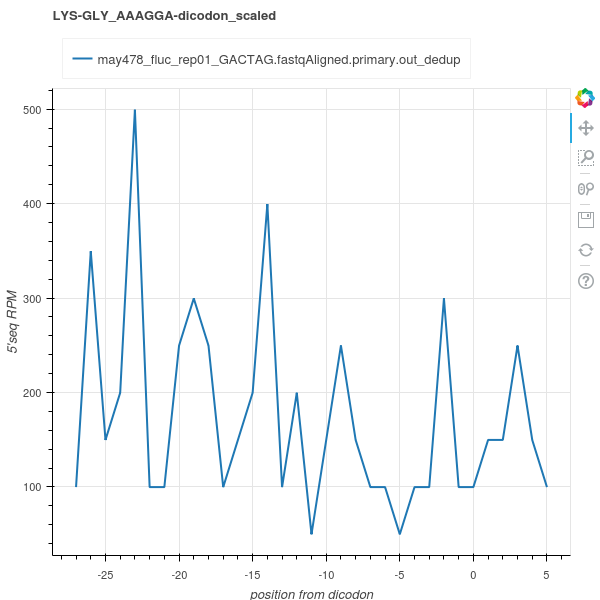 LYS-GLY_AAAGGA-dicodon_scaled
may478_fluc_rep01_GACTAG.fastqAligned.primary.out_dedup
500
400
300
200
100
5'seq RPM
-25 -20 -15 -10 -5 0 5
position from dicodon